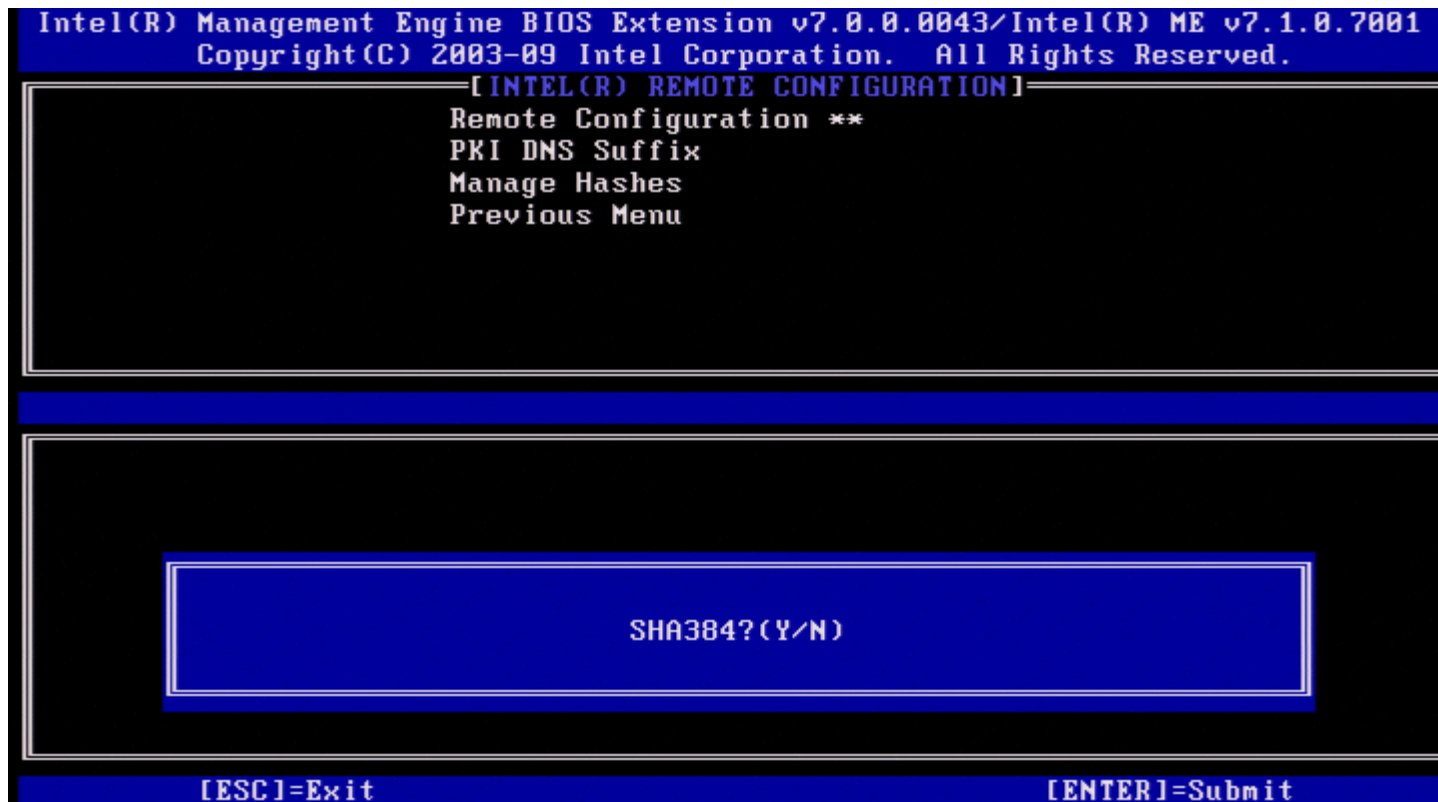 Intel(R) Management Engine BIOS Extension v7.0.0.0043/Intel(R) ME v7.1.0.7001
Copyright(C) 2003-09 Intel Corporation. All Rights Reserved.
[INTEL(R) REMOTE CONFIGURATION]
Remote Configuration **
PKI DNS Suffix
Manage Hashes
Previous Menu
SHA384?(Y/N)
[ESC]=Exit [ENTER]=Submit